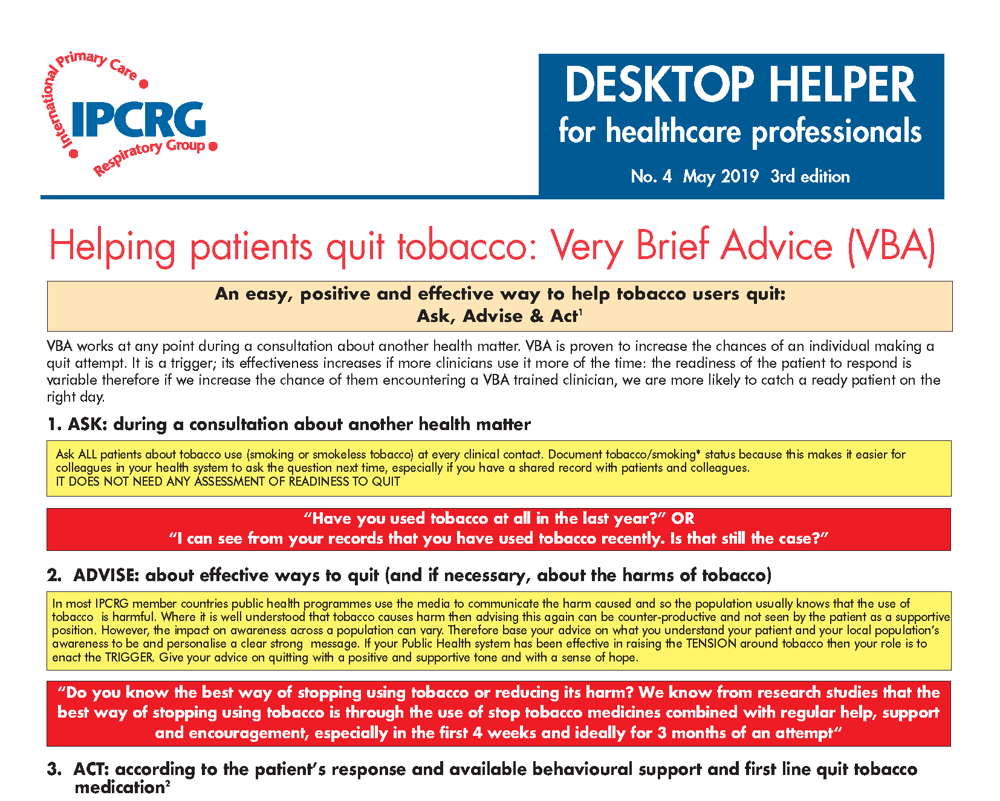 International Primary Care
IPCRG
Respiratory Group
DESKTOP HELPER
for healthcare professionals
No. 4 May 2019 3rd edition
Helping patients quit tobacco: Very Brief Advice (VBA)
An easy, positive and effective way to help tobacco users quit:
Ask, Advise & Act¹
VBA works at any point during a consultation about another health matter. VBA is proven to increase the chances of an individual making a
quit attempt. It is a trigger; its effectiveness increases if more clinicians use it more of the time: the readiness of the patient to respond is
variable therefore if we increase the chance of them encountering a VBA trained clinician, we are more likely to catch a ready patient on the
right day.
1. ASK: during a consultation about another health matter
Ask ALL patients about tobacco use (smoking or smokeless tobacco) at every clinical contact. Document tobacco/smoking* status because this makes it easier for
colleagues in your health system to ask the question next time, especially if you have a shared record with patients and colleagues.
IT DOES NOT NEED ANY ASSESSMENT OF READINESS TO QUIT
“Have you used tobacco at all in the last year?” OR
“I can see from your records that you have used tobacco recently. Is that still the case?”
2. ADVISE: about effective ways to quit (and if necessary, about the harms of tobacco)
In most IPCRG member countries public health programmes use the media to communicate the harm caused and so the population usually knows that the use of
tobacco is harmful. Where it is well understood that tobacco causes harm then advising this again can be counter-productive and not seen by the patient as a supportive
position. However, the impact on awareness across a population can vary. Therefore base your advice on what you understand your patient and your local population’s
awareness to be and personalise a clear strong message. If your Public Health system has been effective in raising the TENSION around tobacco then your role is to
enact the TRIGGER. Give your advice on quitting with a positive and supportive tone and with a sense of hope.
“Do you know the best way of stopping using tobacco or reducing its harm? We know from research studies that the
best way of stopping using tobacco is through the use of stop tobacco medicines combined with regular help, support
and encouragement, especially in the first 4 weeks and ideally for 3 months of an attempt“
3. ACT: according to the patient’s response and available behavioural support and first line quit tobacco
medication²